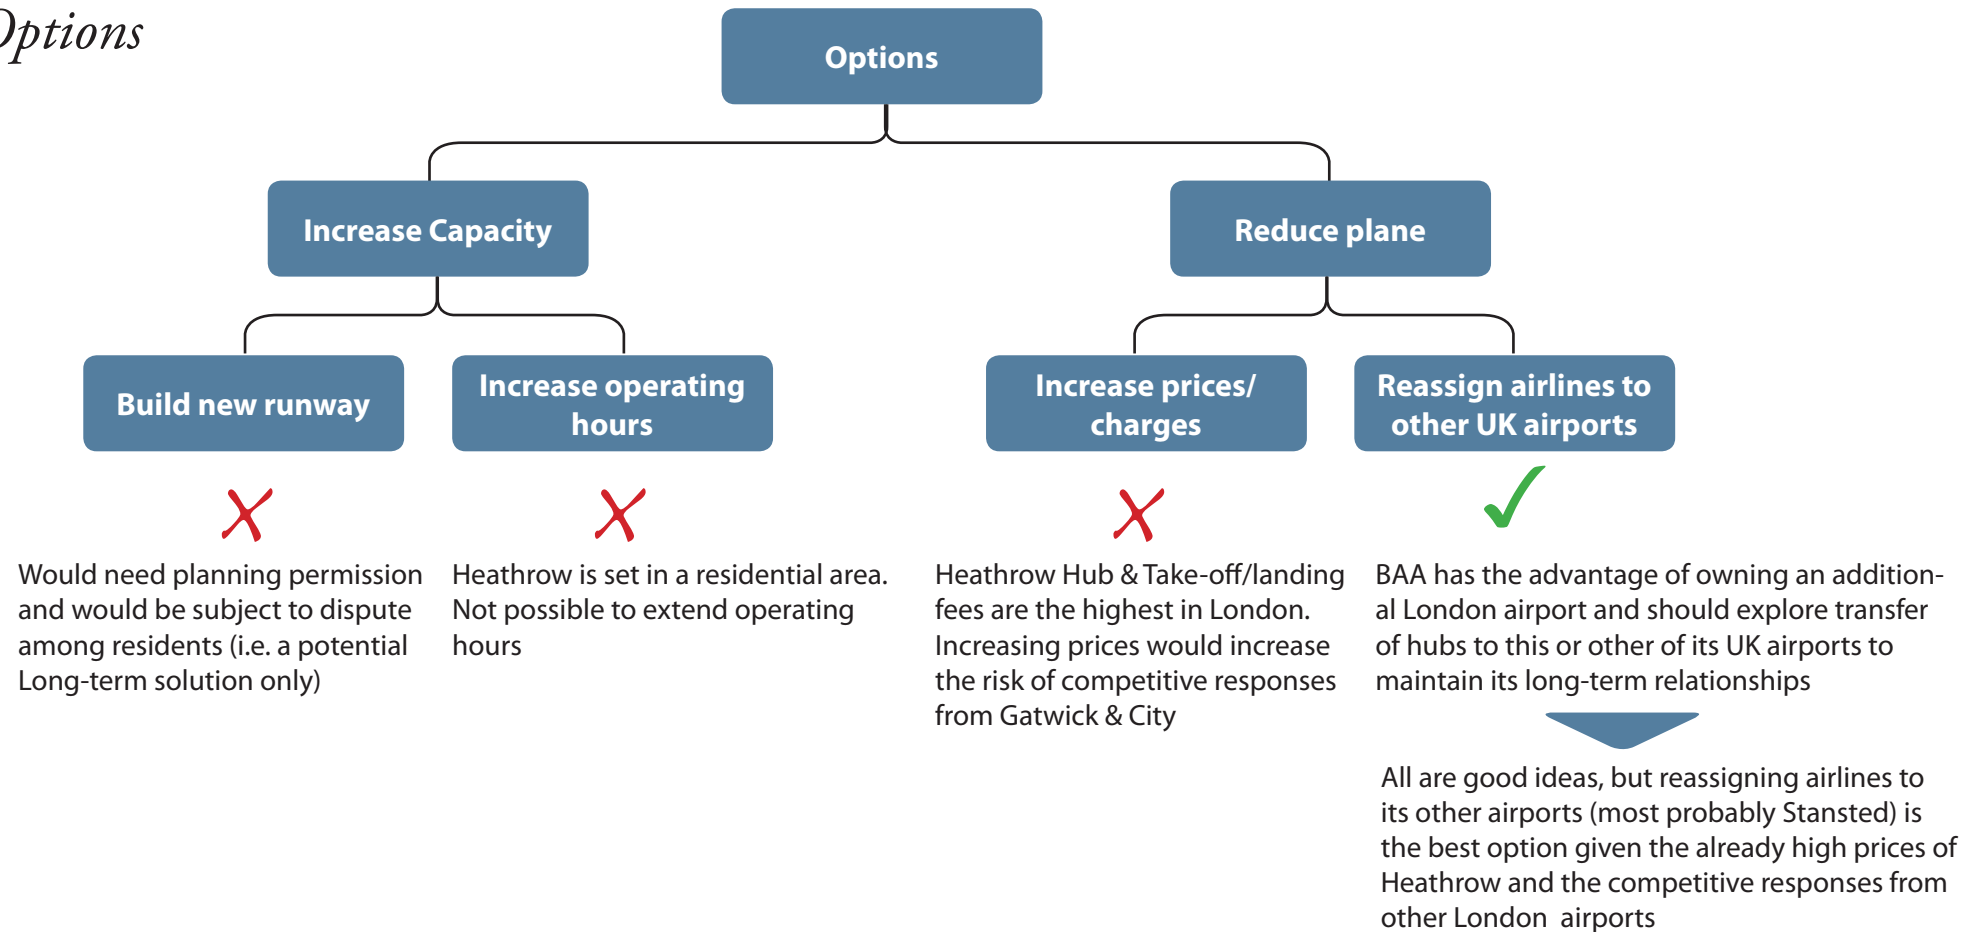 Options
Options
Increase Capacity
Reduce plane
Build new runway
Increase operating
hours
Increase prices/
charges
Reassign airlines to
other UK airports
Would need planning permission
and would be subject to dispute
among residents (i.e. a potential
Long-term solution only)
Heathrow is set in a residential area.
Not possible to extend operating
hours
Heathrow Hub & Take-off/landing
fees are the highest in London.
Increasing prices would increase
the risk of competitive responses
from Gatwick & City
BAA has the advantage of owning an addition-
al London airport and should explore transfer
of hubs to this or other of its UK airports to
maintain its long-term relationships
All are good ideas, but reassigning airlines to
its other airports (most probably Stansted) is
the best option given the already high prices of
Heathrow and the competitive responses from
other London airports